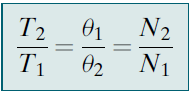 T₂/T₁ = θ₁/θ₂ = N₂/N₁